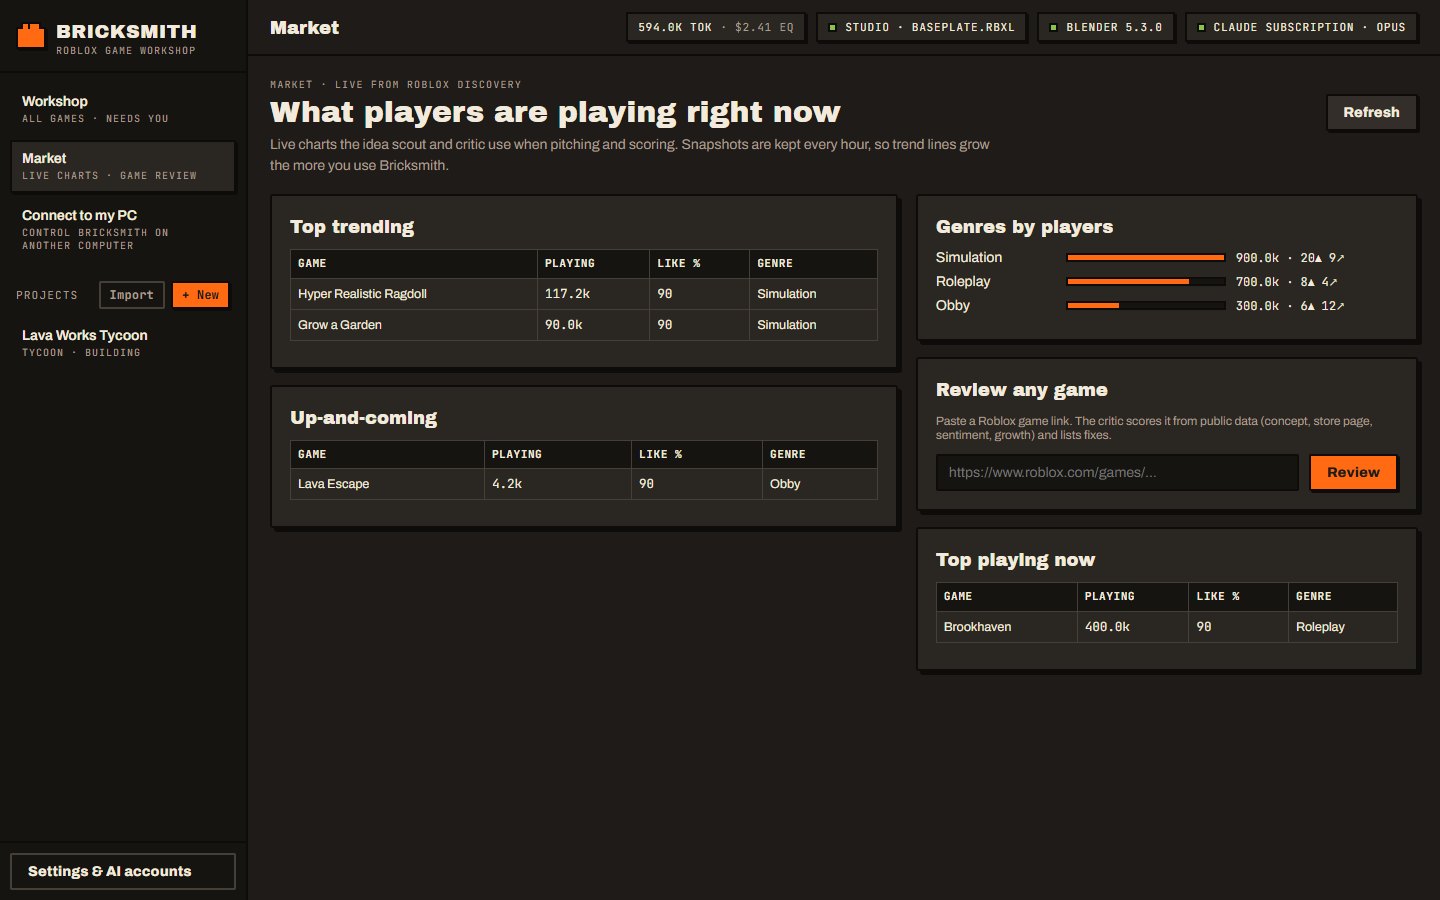 BRICKSMITH
ROBLOX GAME WORKSHOP
Workshop
ALL GAMES · NEEDS YOU
Market
LIVE CHARTS · GAME REVIEW
Connect to my PC
CONTROL BRICKSMITH ON
ANOTHER COMPUTER
PROJECTS Import + New
Lava Works Tycoon
TYCOON · BUILDING
Settings & AI accounts
Market
594.0K TOK · $2.41 EQ
STUDIO · BASEPLATE.RBXL
BLENDER 5.3.0
CLAUDE SUBSCRIPTION · OPUS
MARKET · LIVE FROM ROBLOX DISCOVERY
What players are playing right now
Refresh
Live charts the idea scout and critic use when pitching and scoring. Snapshots are kept every hour, so trend lines grow
the more you use Bricksmith.
Top trending
GAME PLAYING LIKE % GENRE
Hyper Realistic Ragdoll 117.2k 90 Simulation
Grow a Garden 90.0k 90 Simulation
Up-and-coming
GAME PLAYING LIKE % GENRE
Lava Escape 4.2k 90 Obby
Genres by players
Simulation 900.0k · 20▲ 9↗
Roleplay 700.0k · 8▲ 4↗
Obby 300.0k · 6▲ 12↗
Review any game
Paste a Roblox game link. The critic scores it from public data (concept, store page,
sentiment, growth) and lists fixes.
https://www.roblox.com/games/... Review
Top playing now
GAME PLAYING LIKE % GENRE
Brookhaven 400.0k 90 Roleplay